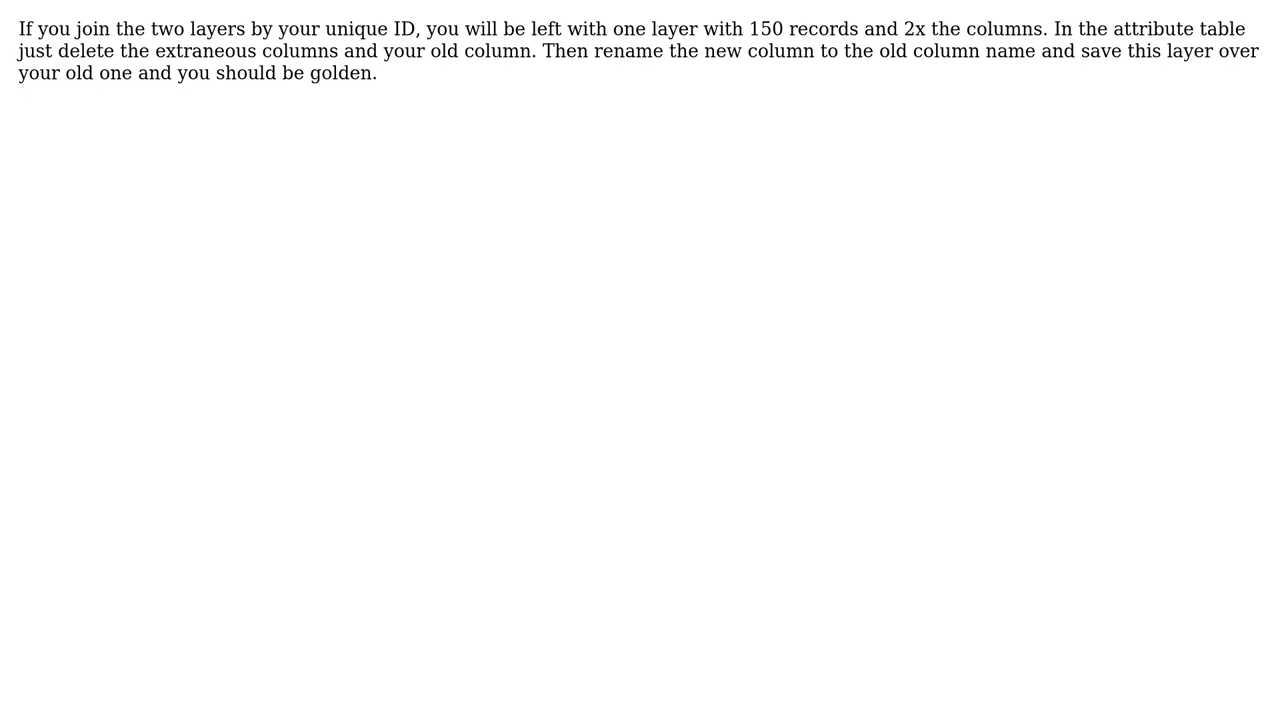 If you join the two layers by your unique ID, you will be left with one layer with 150 records and 2x the columns. In the attribute table
just delete the extraneous columns and your old column. Then rename the new column to the old column name and save this layer over
your old one and you should be golden.